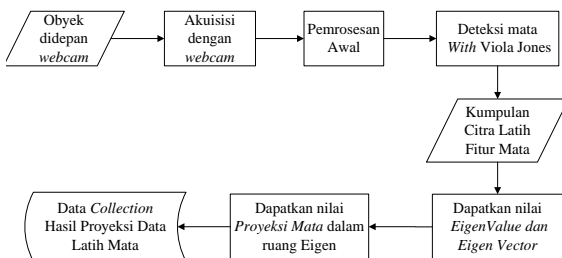 Obyek
didepan
webcam
Akuisisi
dengan
webcam
Pemrosesan
Awal
Deteksi mata
With Viola Jones
Kumpulan
Citra Latih
Fitur Mata
Dapatkan nilai
EigenValue dan
Eigen Vector
Dapatkan nilai
Proyeksi Mata dalam
ruang Eigen
Data Collection
Hasil Proyeksi Data
Latih Mata